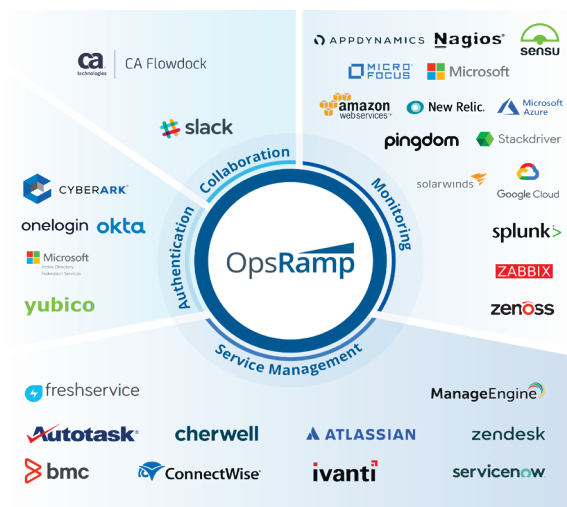 ca
technologies
CA Flowdock
slack
Collaboration
APPDYNAMICS
Nagios®
sensu
MICRO
FOCUS
Microsoft
amazon
webservices™
New Relic.
Microsoft
Azure
pingdom
Stackdriver
solarwinds
Google Cloud
splunk>
ZABBIX
zenoss
Monitoring
CYBERARK®
onelogin
okta
Microsoft
Active Directory
Federation Services
yubico
Authentication
OpsRamp
Service Management
freshservice
ManageEngine
Autotask®
cherwell
ATLASSIAN
zendesk
bmc
ConnectWise®
ivanti
servicenow